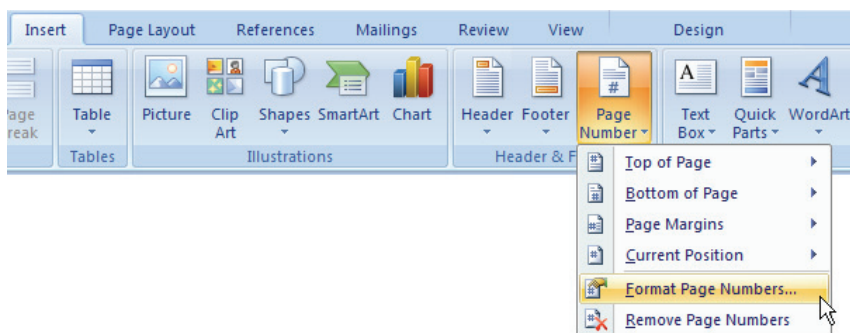 Insert Page Layout References Mailings Review View Design
Table Picture Clip Art Shapes SmartArt Chart Header Footer Page Number Text Box Quick Parts WordArt
Tables Illustrations Header & F
Top of Page
Bottom of Page
Page Margins
Current Position
Format Page Numbers...
Remove Page Numbers